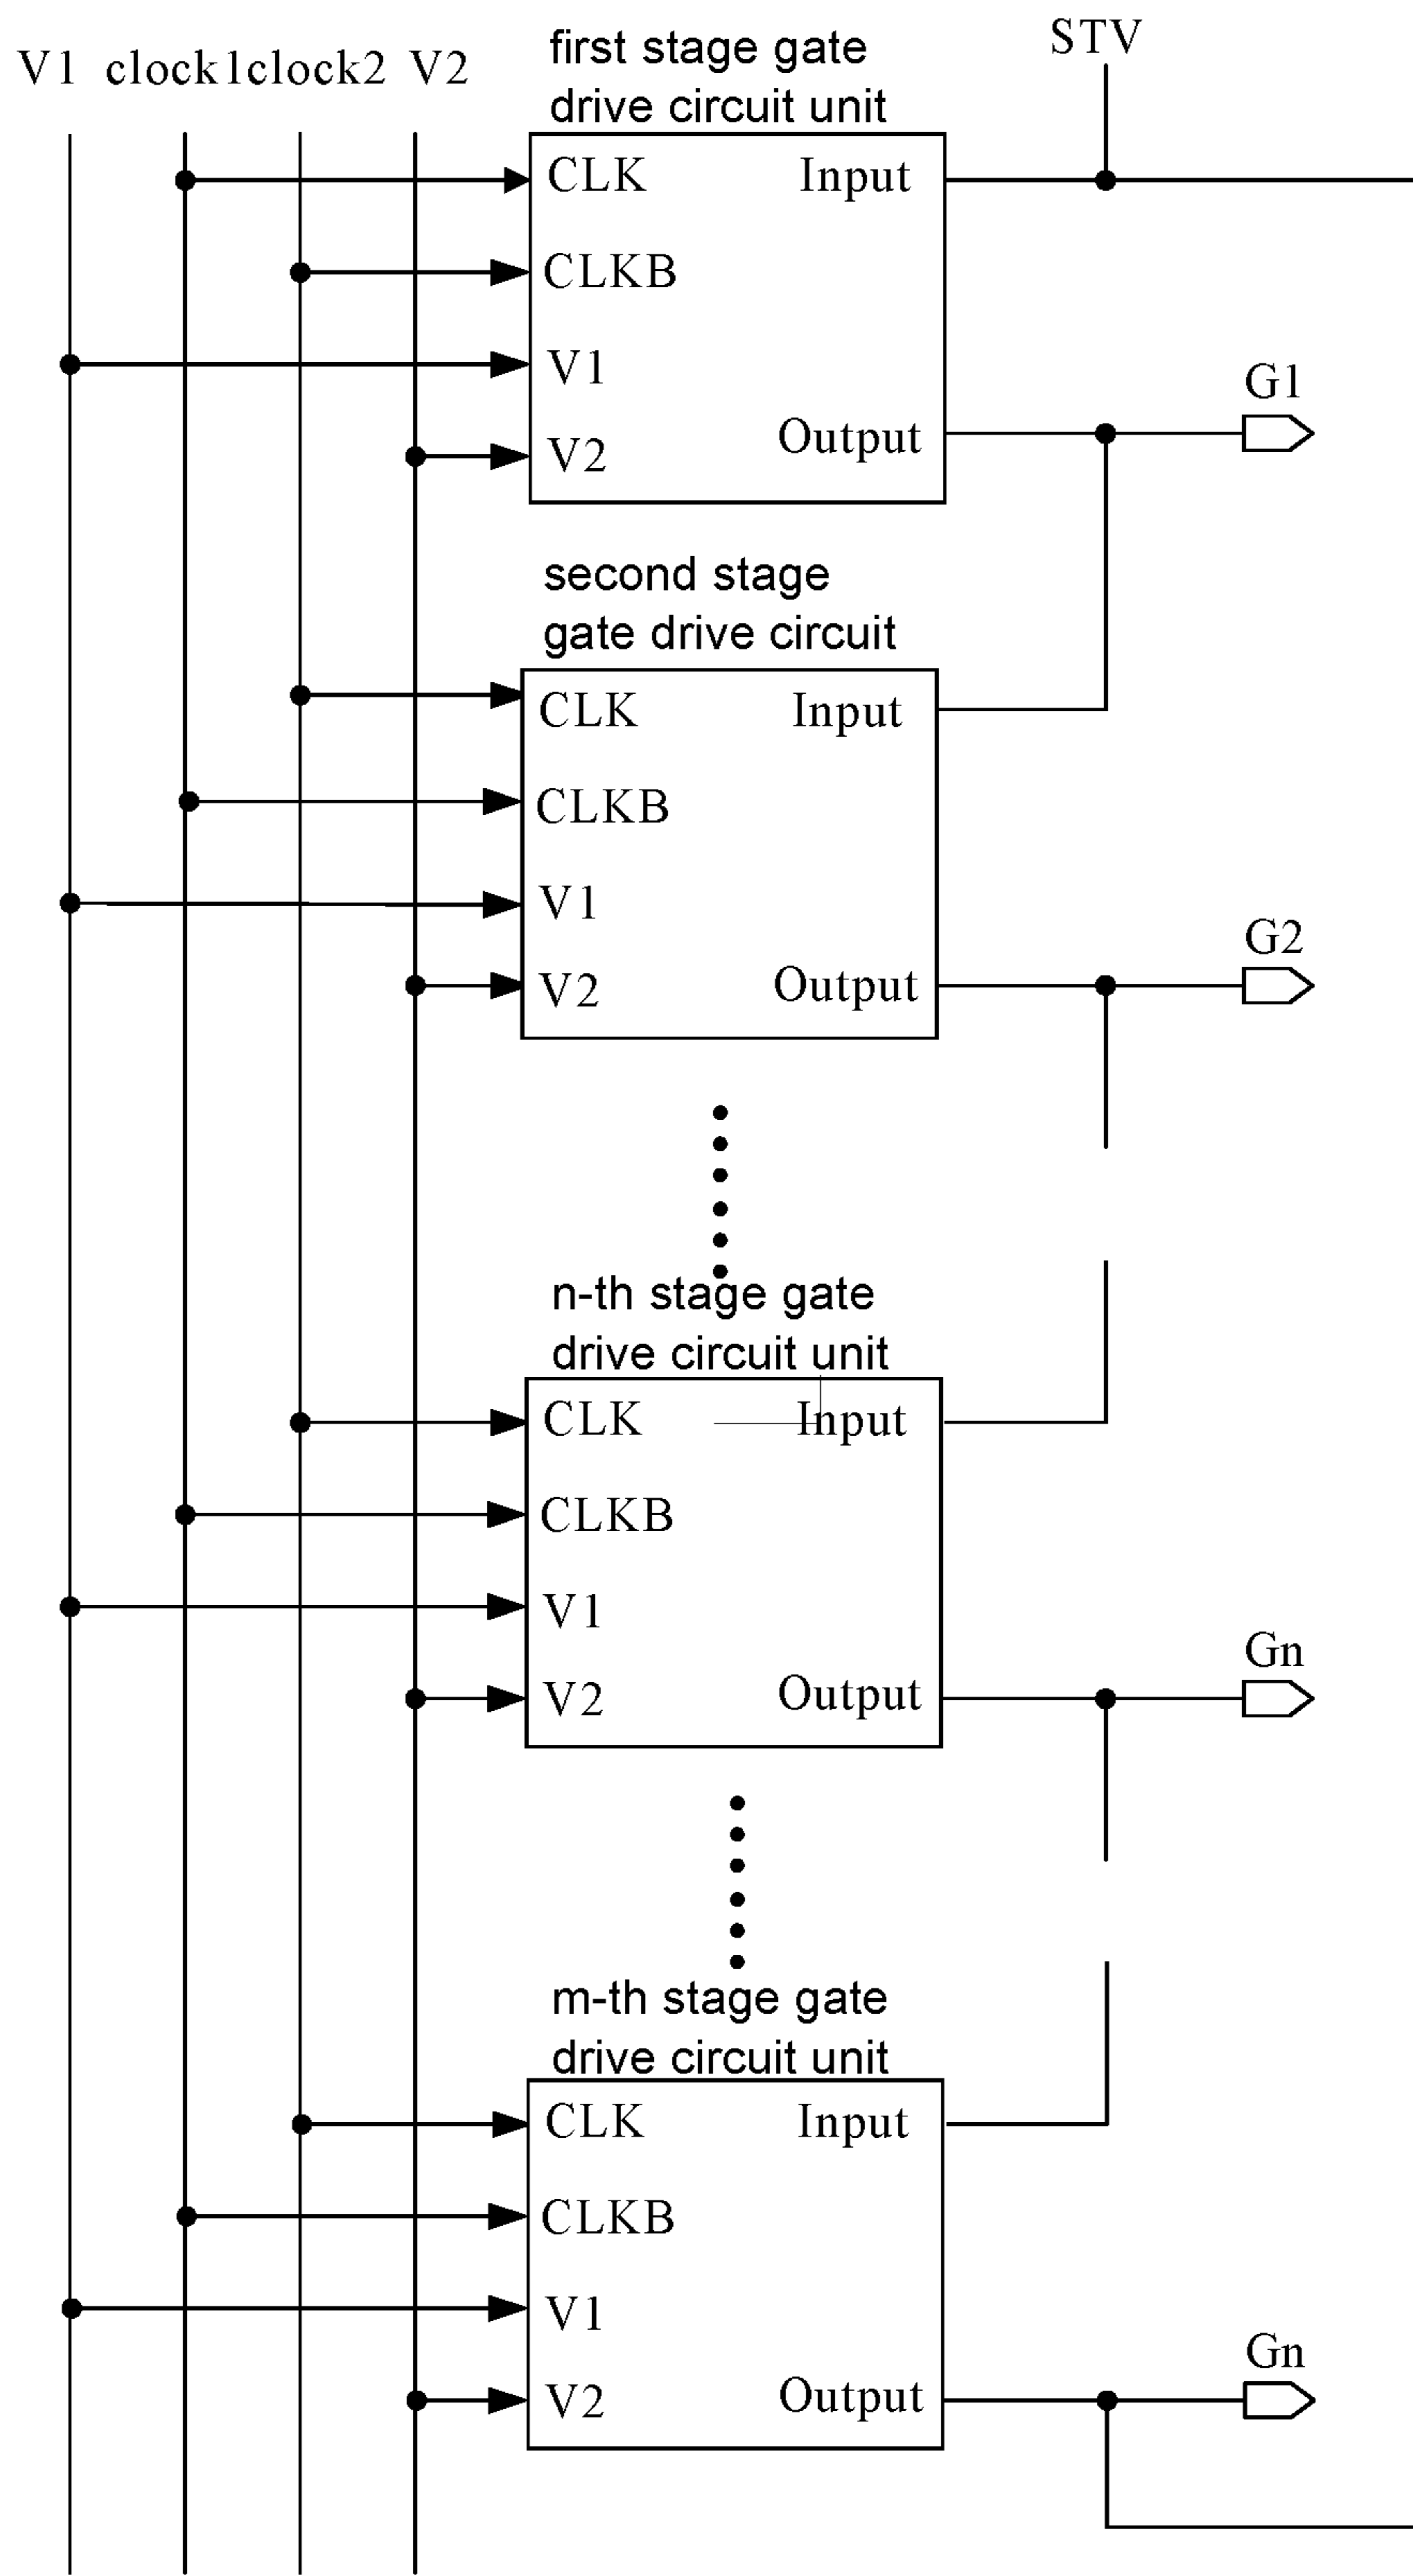 V1 clock1 clock2 V2
first stage gate
drive circuit unit
STV
CLK Input
CLKB
V1
G1
Output
V2
second stage
gate drive circuit
CLK Input
CLKB
V1
G2
V2 Output
n-th stage gate
drive circuit unit
CLK Input
CLKB
V1
Gn
V2 Output
m-th stage gate
drive circuit unit
CLK Input
CLKB
V1
Gn
V2 Output